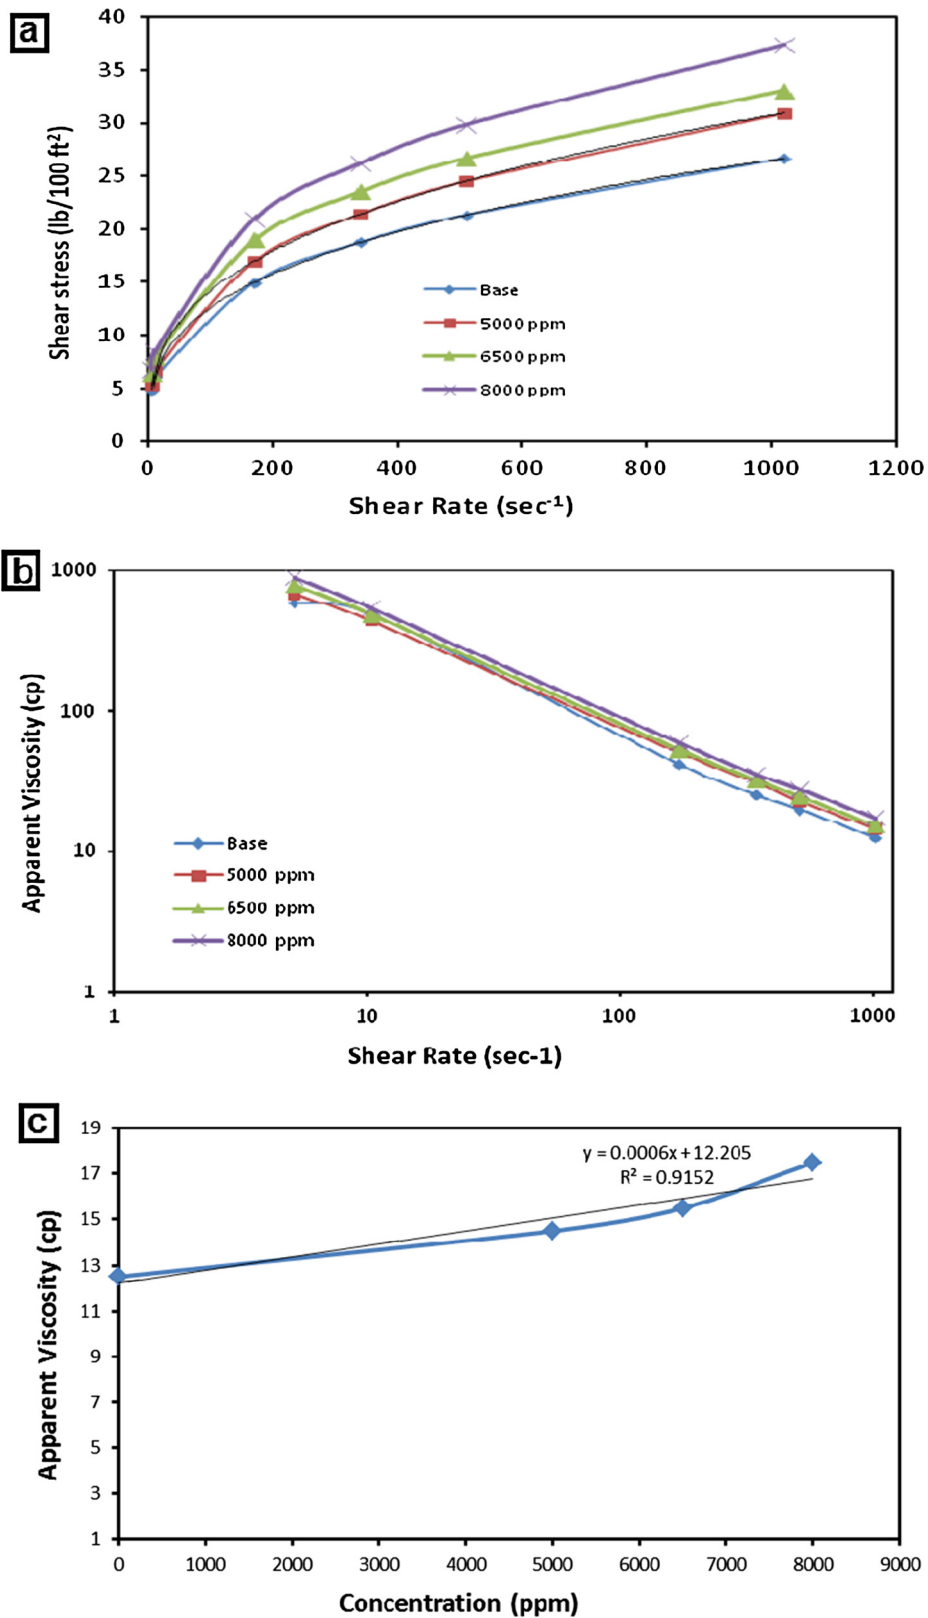 a
40
35
30
25
20
15
10
5
0
Shear stress (lb/100 ft²)
Base
5000 ppm
6500 ppm
8000 ppm
0 200 400 600 800 1000 1200
Shear Rate (sec⁻¹)
b
1000
100
10
1
Apparent Viscosity (cp)
Base
5000 ppm
6500 ppm
8000 ppm
1 10 100 1000
Shear Rate (sec-1)
c
19
17
15
13
11
9
7
5
3
1
Apparent Viscosity (cp)
y = 0.0006x + 12.205
R² = 0.9152
0 1000 2000 3000 4000 5000 6000 7000 8000 9000
Concentration (ppm)